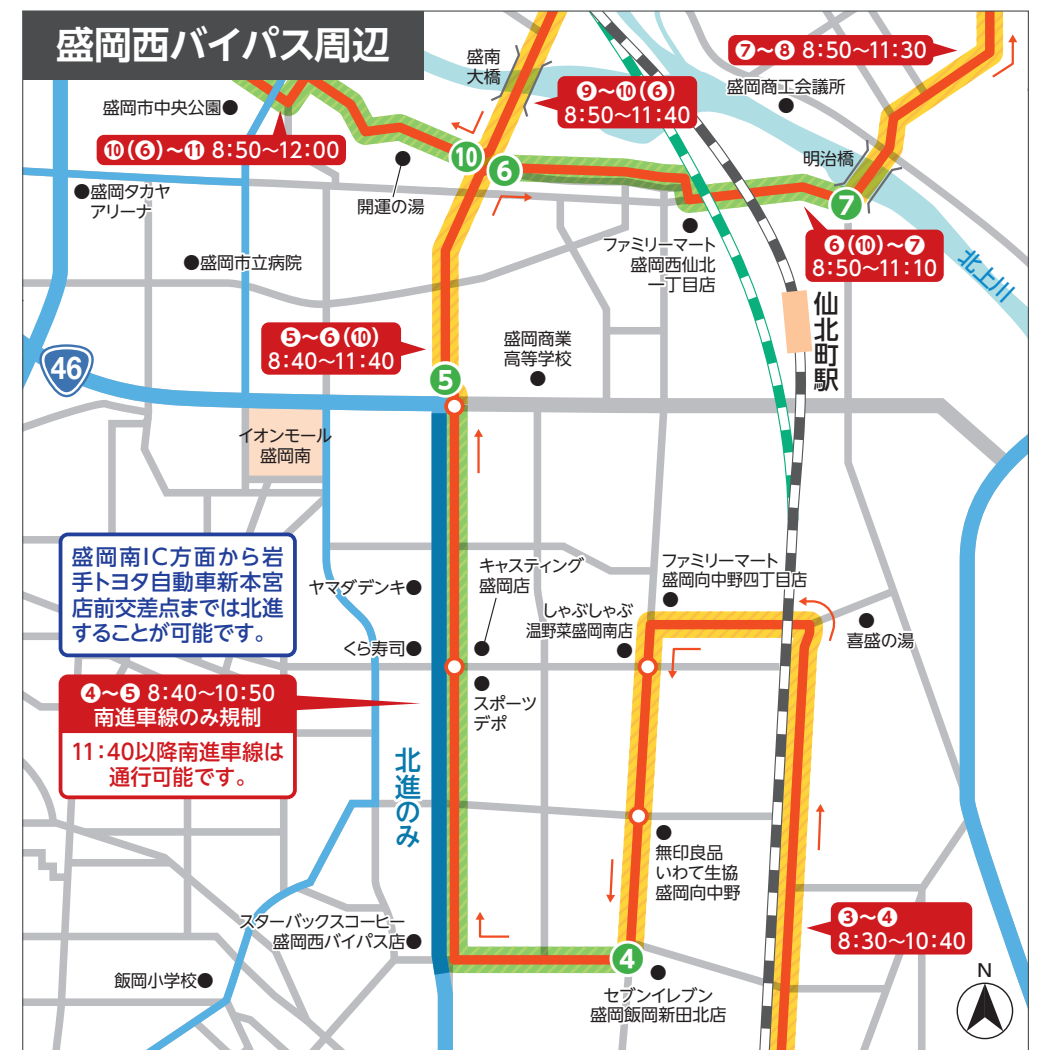 盛岡西バイパス周辺
盛南
大橋
⑦〜⑧ 8:50〜11:30
盛岡商工会議所
盛岡市中央公園
⑨〜⑩(⑥)
8:50〜11:40
⑩(⑥)〜⑪ 8:50〜12:00
⑩
⑥
明治橋
盛岡タカヤ
アリーナ
開運の湯
⑦
ファミリーマート
盛岡西仙北
一丁目店
⑥(⑩)〜⑦
8:50〜11:10
盛岡市立病院
北上川
仙北町駅
⑤〜⑥(⑩)
8:40〜11:40
盛岡商業
高等学校
46
⑤
イオンモール
盛岡南
盛岡南IC方面から岩
手トヨタ自動車新本宮
店前交差点までは北進
することが可能です。
ヤマダデンキ
キャスティング
盛岡店
ファミリーマート
盛岡向中野四丁目店
しゃぶしゃぶ
温野菜盛岡南店
くら寿司
喜盛の湯
④〜⑤ 8:40〜10:50
南進車線のみ規制
11:40以降南進車線は
通行可能です。
スポーツ
デポ
北進のみ
無印良品
いわて生協
盛岡向中野
スターバックスコーヒー
盛岡西バイパス店
③〜④
8:30〜10:40
④
飯岡小学校
セブンイレブン
盛岡飯岡新田北店
N